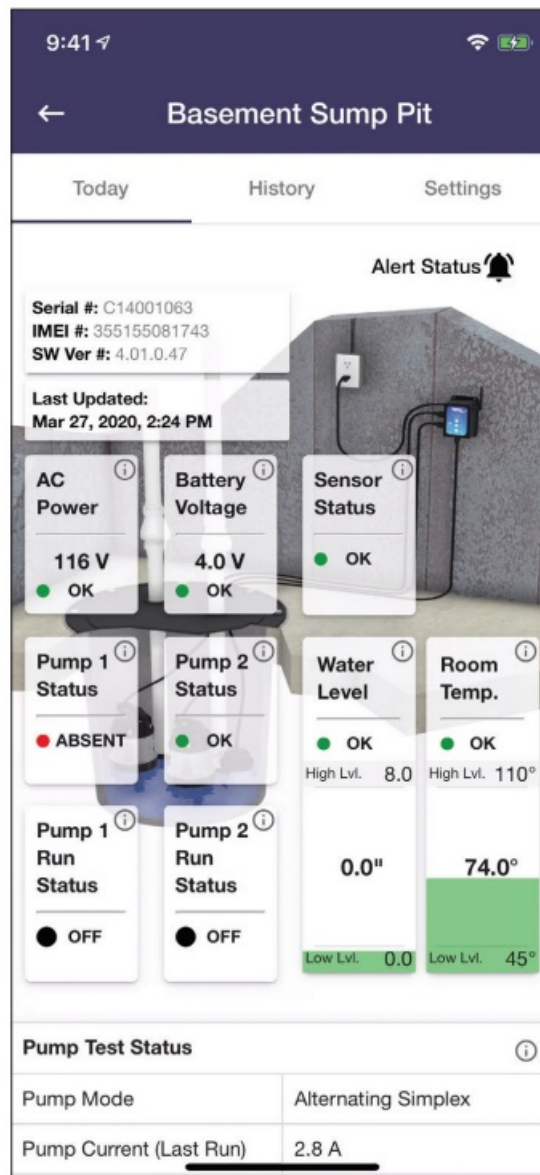 9:41
Basement Sump Pit
Today History Settings
Alert Status
Serial #: C14001063
IMEI #: 355155081743
SW Ver #: 4.01.0.47
Last Updated:
Mar 27, 2020, 2:24 PM
AC
Power
116 V
OK
Battery
Voltage
4.0 V
OK
Sensor
Status
OK
Pump 1
Status
ABSENT
Pump 2
Status
OK
Water
Level
OK
High Lvl. 8.0
0.0"
Low Lvl. 0.0
Room
Temp.
OK
High Lvl. 110°
74.0°
Low Lvl. 45°
Pump 1
Run
Status
OFF
Pump 2
Run
Status
OFF
Pump Test Status
Pump Mode Alternating Simplex
Pump Current (Last Run) 2.8 A